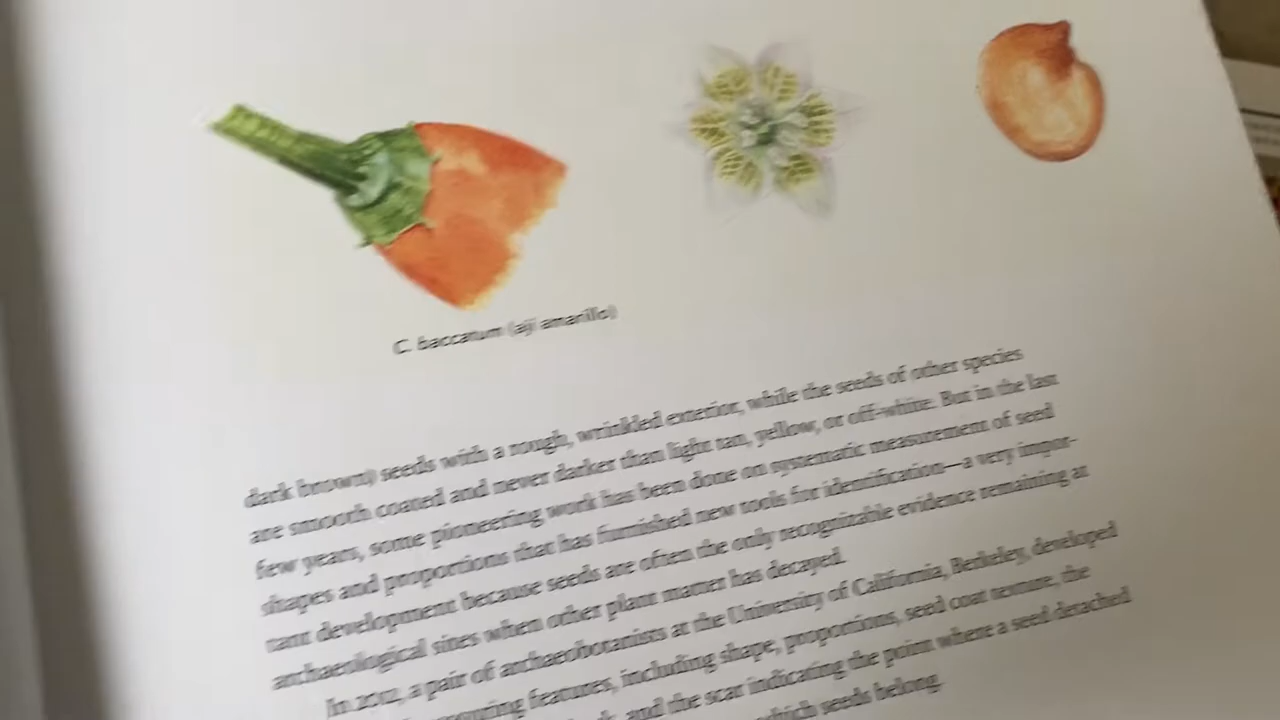 C. baccatum (aji amarillo)
dark brown) seeds with a rough, wrinkled exterior, while the seeds of other species
are smooth coated and never darker than light tan, yellow, or off-white. But in the last
few years, some pioneering work has been done on systematic measurement of seed
shapes and proportions that has furnished new tools for identification—a very impor-
tant development because seeds are often the only recognizable evidence remaining at
archaeological sites when other plant matter has decayed.
In 2012, a pair of archaeobotanists at the University of California, Berkeley, developed
features, including shape, proportions, seed coat texture, the
and the scar indicating the point where a seed detached
which seeds belong.